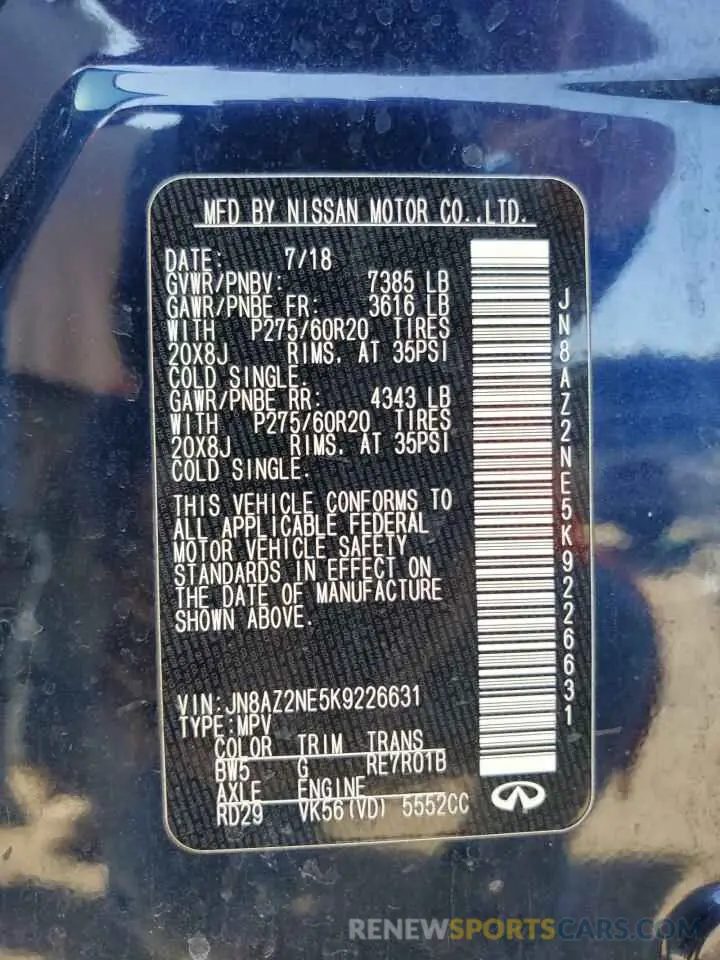 MFD BY NISSAN MOTOR CO.,LTD.
DATE: 7/18
GVWR/PNBV: 7385 LB
GAWR/PNBE FR: 3616 LB
WITH P275/60R20 TIRES
20X8J RIMS. AT 35PSI
COLD SINGLE.
GAWR/PNBE RR: 4343 LB
WITH P275/60R20 TIRES
20X8J RIMS. AT 35PSI
COLD SINGLE.
THIS VEHICLE CONFORMS TO
ALL APPLICABLE FEDERAL
MOTOR VEHICLE SAFETY
STANDARDS IN EFFECT ON
THE DATE OF MANUFACTURE
SHOWN ABOVE.
VIN:JN8AZ2NE5K9226631
TYPE:MPV
COLOR TRIM TRANS
BW5 G RE7R01B
AXLE ENGINE
RD29 VK56(VD) 5552CC
JN8AZ2NE5K9226631
RENEWSPORTSCARS.COM